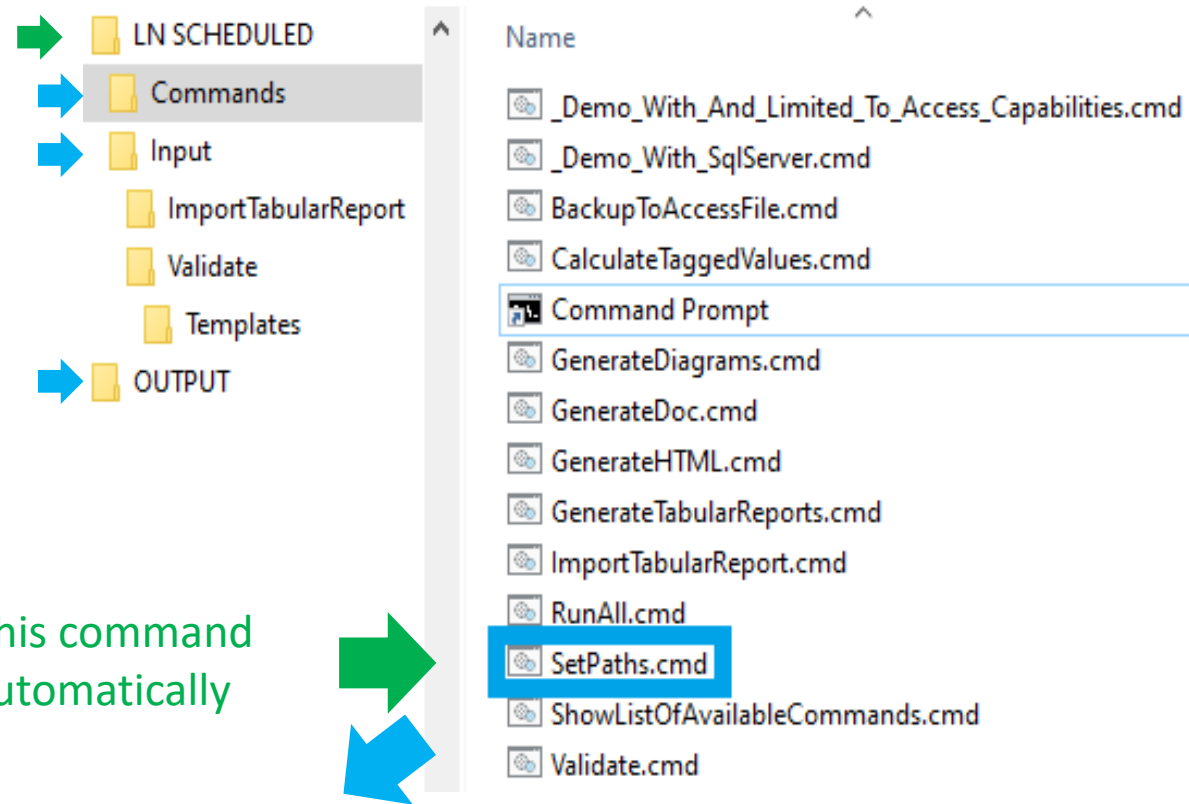 LN SCHEDULED
Commands
Input
ImportTabularReport
Validate
Templates
OUTPUT
his command
utomatically
Name
_Demo_With_And_Limited_To_Access_Capabilities.cmd
_Demo_With_SqlServer.cmd
BackupToAccessFile.cmd
CalculateTaggedValues.cmd
Command Prompt
GenerateDiagrams.cmd
GenerateDoc.cmd
GenerateHTML.cmd
GenerateTabularReports.cmd
ImportTabularReport.cmd
RunAll.cmd
SetPaths.cmd
ShowListOfAvailableCommands.cmd
Validate.cmd